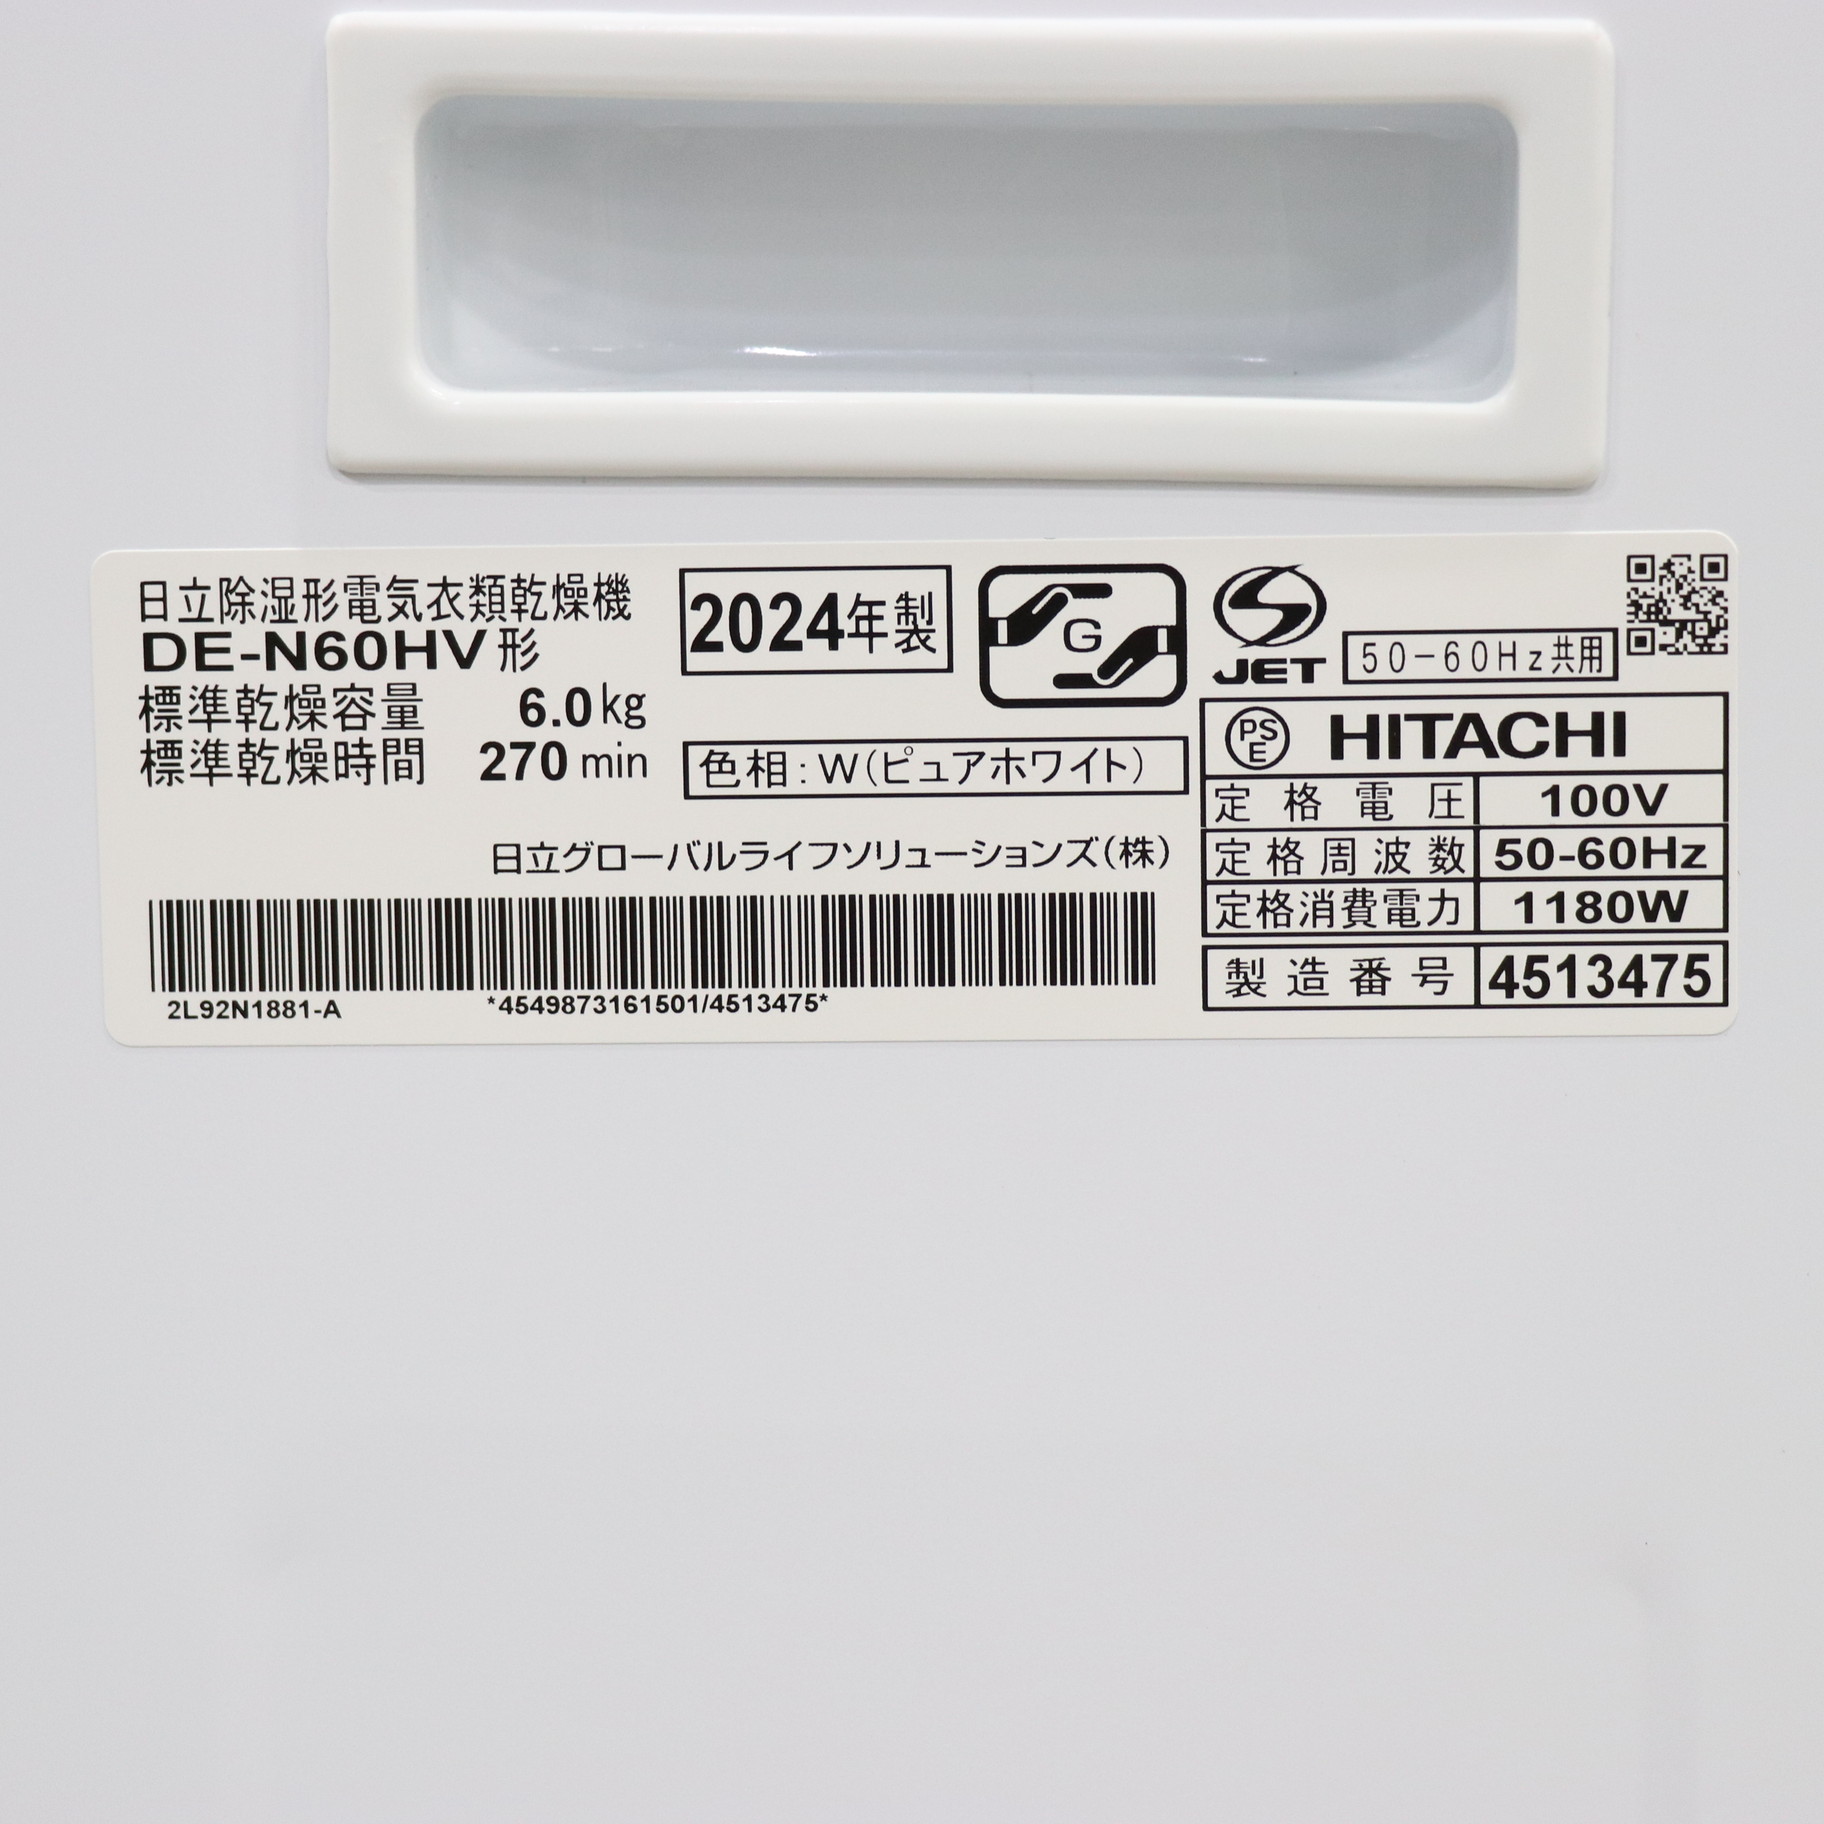 日立除湿形電気衣類乾燥機
DE-N60HV形
標準乾燥容量 6.0kg
標準乾燥時間 270min
2024年製
G
JET
50-60Hz共用
色相:W(ピュアホワイト)
日立グローバルライフソリューションズ(株)
2L92N1881-A
*4549873161501/4513475*
PSE HITACHI
定格電圧 100V
定格周波数 50-60Hz
定格消費電力 1180W
製造番号 4513475